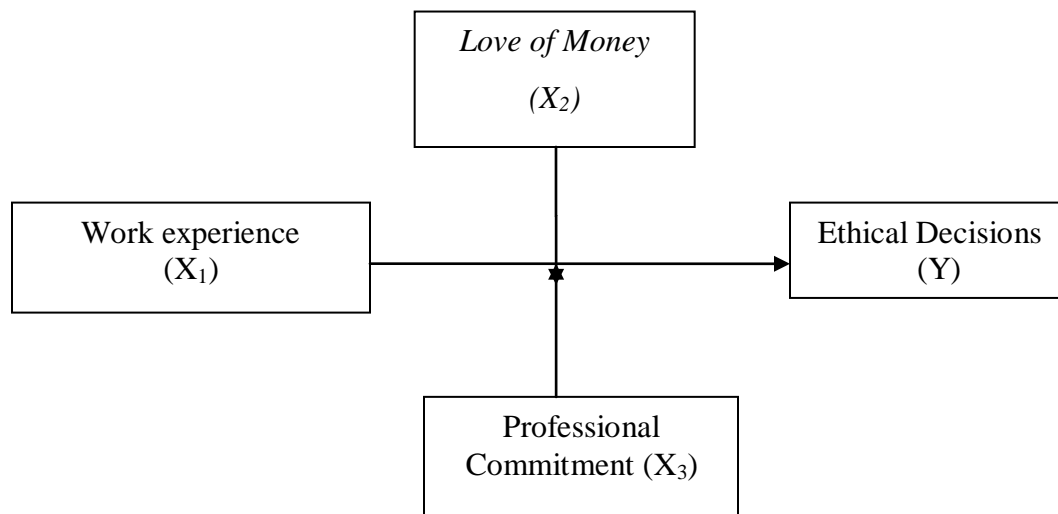 Love of Money
(X₂)
Work experience
(X₁)
Ethical Decisions
(Y)
Professional
Commitment (X₃)